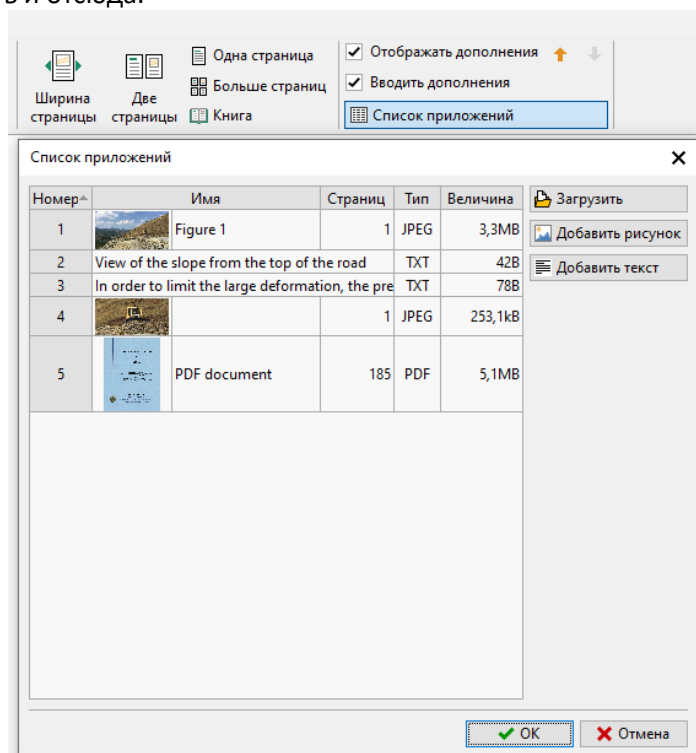 в и отсюда.
Ширина страницы
Две страницы
Одна страница
Больше страниц
Книга
Отображать дополнения
Вводить дополнения
Список приложений
Список приложений
Номер Имя Страниц Тип Величина
1 Figure 1 1 JPEG 3,3MB
2 View of the slope from the top of the road TXT 42B
3 In order to limit the large deformation, the pre TXT 78B
4 1 JPEG 253,1kB
5 PDF document 185 PDF 5,1MB
Загрузить
Добавить рисунок
Добавить текст
OK
Отмена